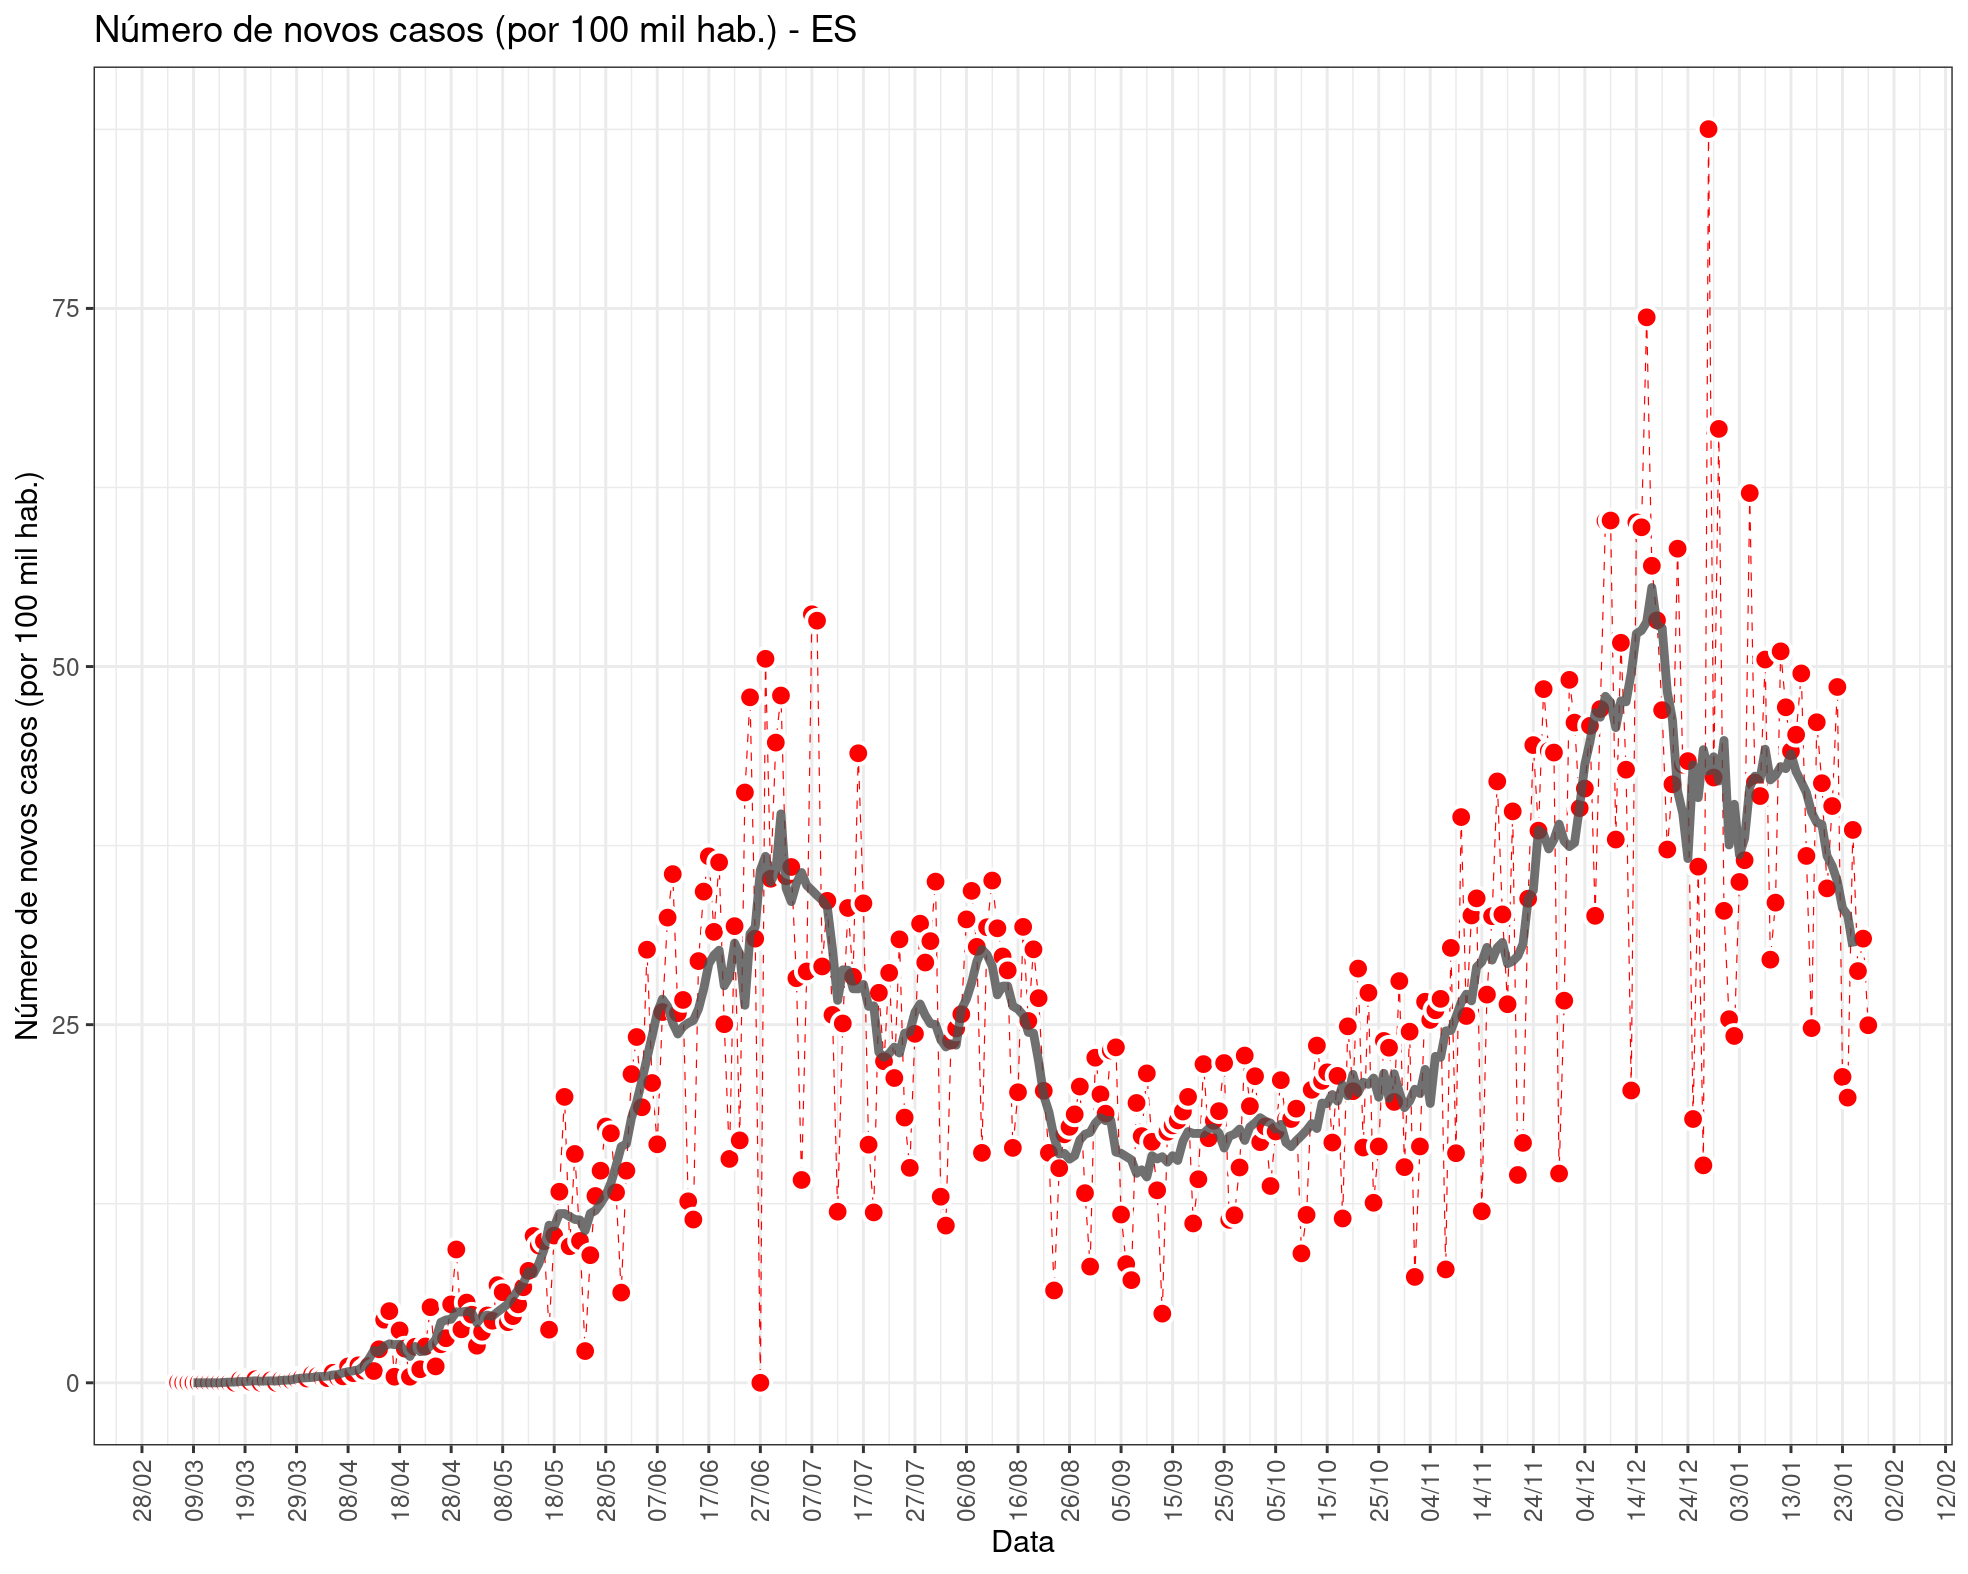 Número de novos casos (por 100 mil hab.) - ES
Número de novos casos (por 100 mil hab.)
75
50
25
0
28/02 09/03 19/03 29/03 08/04 18/04 28/04 08/05 18/05 28/05 07/06 17/06 27/06 07/07 17/07 27/07 06/08 16/08 26/08 05/09 15/09 25/09 05/10 15/10 25/10 04/11 14/11 24/11 04/12 14/12 24/12 03/01 13/01 23/01 02/02 12/02
Data